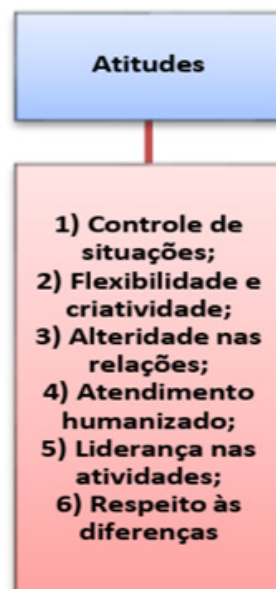 Atitudes
1) Controle de
situações;
2) Flexibilidade e
criatividade;
3) Alteridade nas
relações;
4) Atendimento
humanizado;
5) Liderança nas
atividades;
6) Respeito às
diferenças